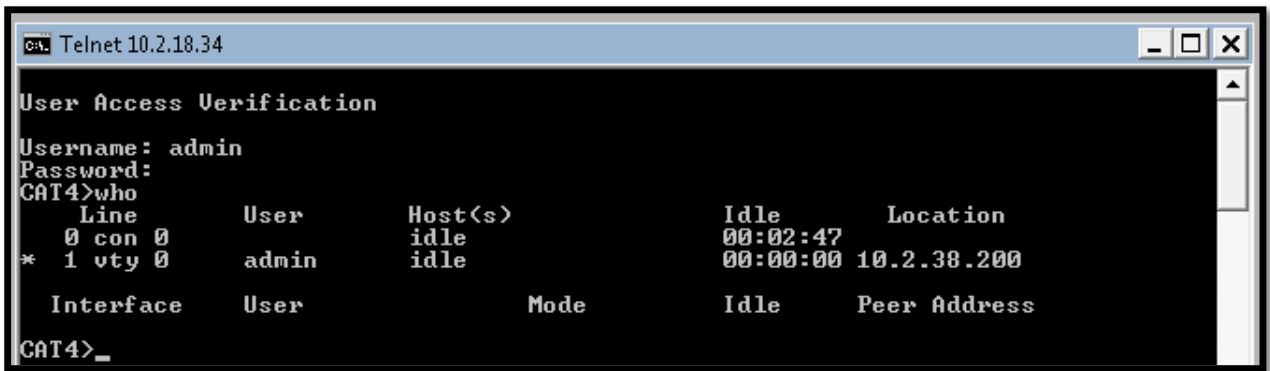 Telnet 10.2.18.34
User Access Verification
Username: admin
Password:
CAT4>who
Line User Host(s) Idle Location
0 con 0 idle 00:02:47
* 1 vty 0 admin idle 00:00:00 10.2.38.200
Interface User Mode Idle Peer Address
CAT4>_